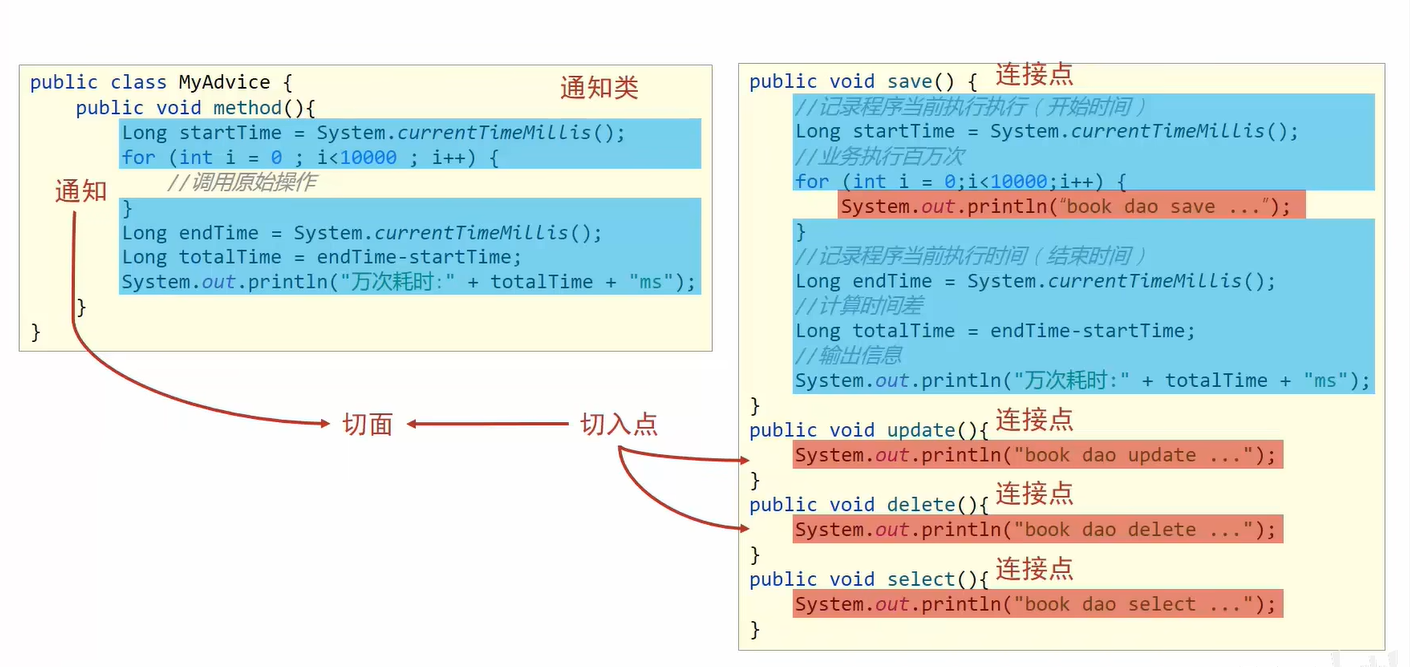 public class MyAdvice {
通知类
public void method(){
Long startTime = System.currentTimeMillis();
for (int i = 0 ; i<10000 ; i++) {
//调用原始操作
通知
}
Long endTime = System.currentTimeMillis();
Long totalTime = endTime-startTime;
System.out.println("万次耗时:" + totalTime + "ms");
}
}
切面
切入点
public void save() {
连接点
//记录程序当前执行执行（开始时间）
Long startTime = System.currentTimeMillis();
//业务执行百万次
for (int i = 0;i<10000;i++) {
System.out.println(“book dao save ...”);
}
//记录程序当前执行时间（结束时间）
Long endTime = System.currentTimeMillis();
//计算时间差
Long totalTime = endTime-startTime;
//输出信息
System.out.println("万次耗时:" + totalTime + "ms");
}
public void update(){
连接点
System.out.println("book dao update ...");
}
public void delete(){
连接点
System.out.println("book dao delete ...");
}
public void select(){
连接点
System.out.println("book dao select ...");
}